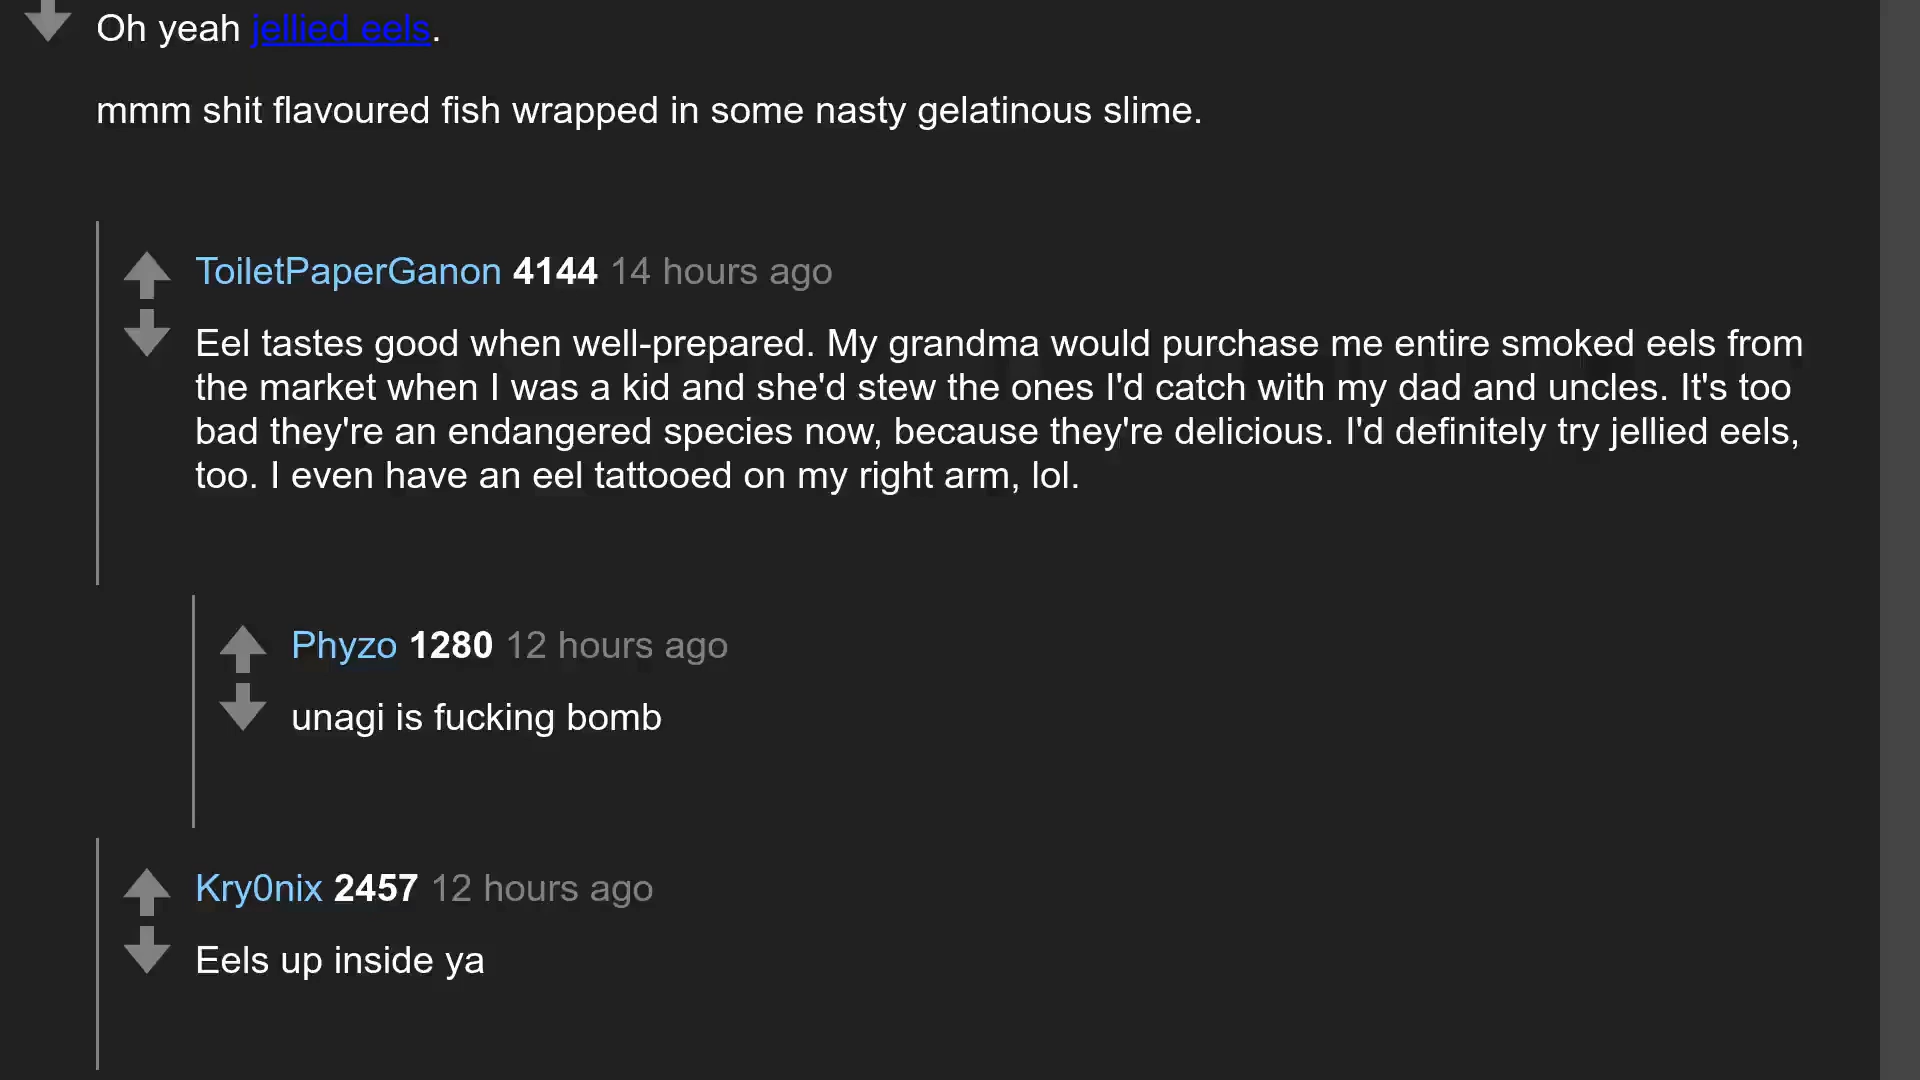 Oh yeah jellied eels.
mmm shit flavoured fish wrapped in some nasty gelatinous slime.
ToiletPaperGanon 4144 14 hours ago
Eel tastes good when well-prepared. My grandma would purchase me entire smoked eels from
the market when I was a kid and she'd stew the ones I'd catch with my dad and uncles. It's too
bad they're an endangered species now, because they're delicious. I'd definitely try jellied eels,
too. I even have an eel tattooed on my right arm, lol.
Phyzo 1280 12 hours ago
unagi is fucking bomb
Kry0nix 2457 12 hours ago
Eels up inside ya